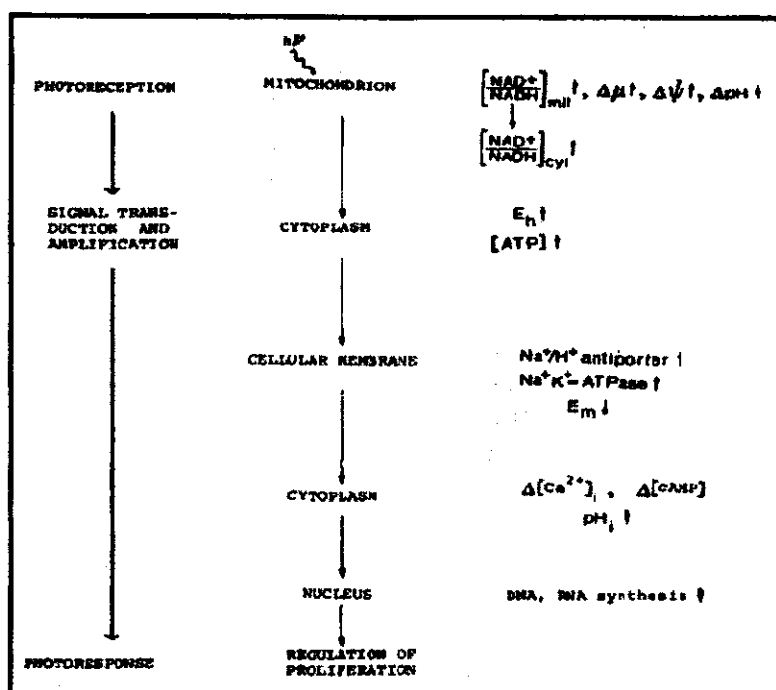 hν
PHOTORECEPTION MITOCHONDRION [NAD+/NADH]mit ↑, Δμ↑, Δψ↑, ΔpH ↑
[NAD+/NADH]cyt ↑
SIGNAL TRANS-
DUCTION AND
AMPLIFICATION
CYTOPLASM
Eh ↑
[ATP] ↑
CELLULAR MEMBRANE
Na+/H+ antiporter ↑
Na+K+- ATPase ↑
Em ↓
CYTOPLASM
Δ[Ca2+]i , Δ[cAMP]
pHi ↑
NUCLEUS
DNA, RNA synthesis ↑
PHOTORESPONSE
REGULATION OF
PROLIFERATION